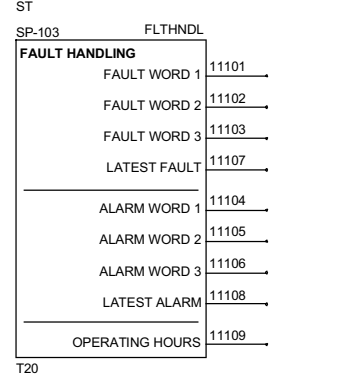 ST
SP-103 FLTHNDL
FAULT HANDLING
FAULT WORD 1 11101
FAULT WORD 2 11102
FAULT WORD 3 11103
LATEST FAULT 11107
ALARM WORD 1 11104
ALARM WORD 2 11105
ALARM WORD 3 11106
LATEST ALARM 11108
OPERATING HOURS 11109
T20